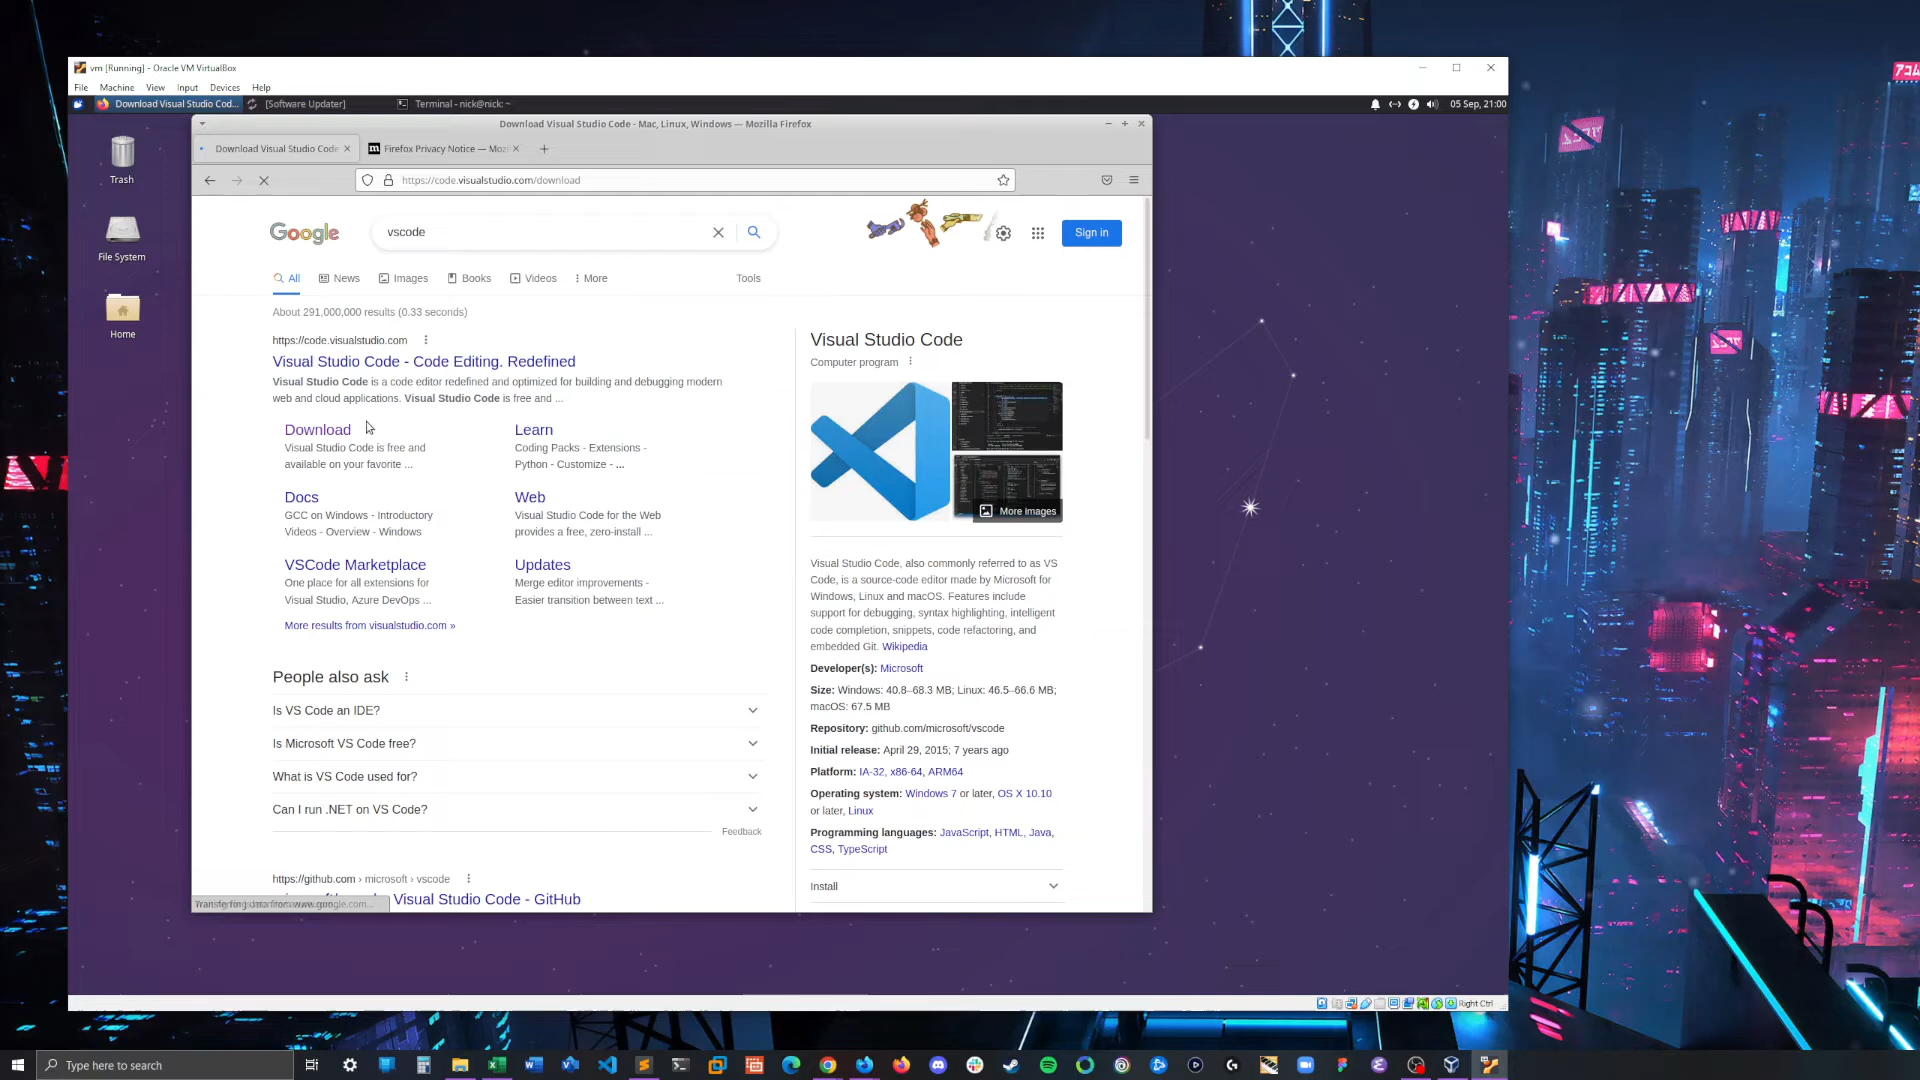 vm [Running] - Oracle VM VirtualBox
File Machine View Input Devices Help
Download Visual Studio Cod...
[Software Updater]
Terminal - nick@nick: ~
05 Sep, 21:00
Download Visual Studio Code - Mac, Linux, Windows — Mozilla Firefox
Download Visual Studio Code
Firefox Privacy Notice — Mozi
https://code.visualstudio.com/download
Trash
File System
Home
Google
vscode
Sign in
All
News
Images
Books
Videos
More
Tools
About 291,000,000 results (0.33 seconds)
https://code.visualstudio.com
Visual Studio Code - Code Editing. Redefined
Visual Studio Code is a code editor redefined and optimized for building and debugging modern
web and cloud applications. Visual Studio Code is free and ...
Download
Visual Studio Code is free and
available on your favorite ...
Learn
Coding Packs - Extensions -
Python - Customize - ...
Docs
GCC on Windows - Introductory
Videos - Overview - Windows
Web
Visual Studio Code for the Web
provides a free, zero-install ...
VSCode Marketplace
One place for all extensions for
Visual Studio, Azure DevOps ...
Updates
Merge editor improvements -
Easier transition between text ...
More results from visualstudio.com »
People also ask
Is VS Code an IDE?
Is Microsoft VS Code free?
What is VS Code used for?
Can I run .NET on VS Code?
Feedback
https://github.com › microsoft › vscode
Visual Studio Code - GitHub
Visual Studio Code
Computer program
More images
Visual Studio Code, also commonly referred to as VS
Code, is a source-code editor made by Microsoft for
Windows, Linux and macOS. Features include
support for debugging, syntax highlighting, intelligent
code completion, snippets, code refactoring, and
embedded Git. Wikipedia
Developer(s): Microsoft
Size: Windows: 40.8–68.3 MB; Linux: 46.5–66.6 MB;
macOS: 67.5 MB
Repository: github.com/microsoft/vscode
Initial release: April 29, 2015; 7 years ago
Platform: IA-32, x86-64, ARM64
Operating system: Windows 7 or later, OS X 10.10
or later, Linux
Programming languages: JavaScript, HTML, Java,
CSS, TypeScript
Install
Right Ctrl
Type here to search